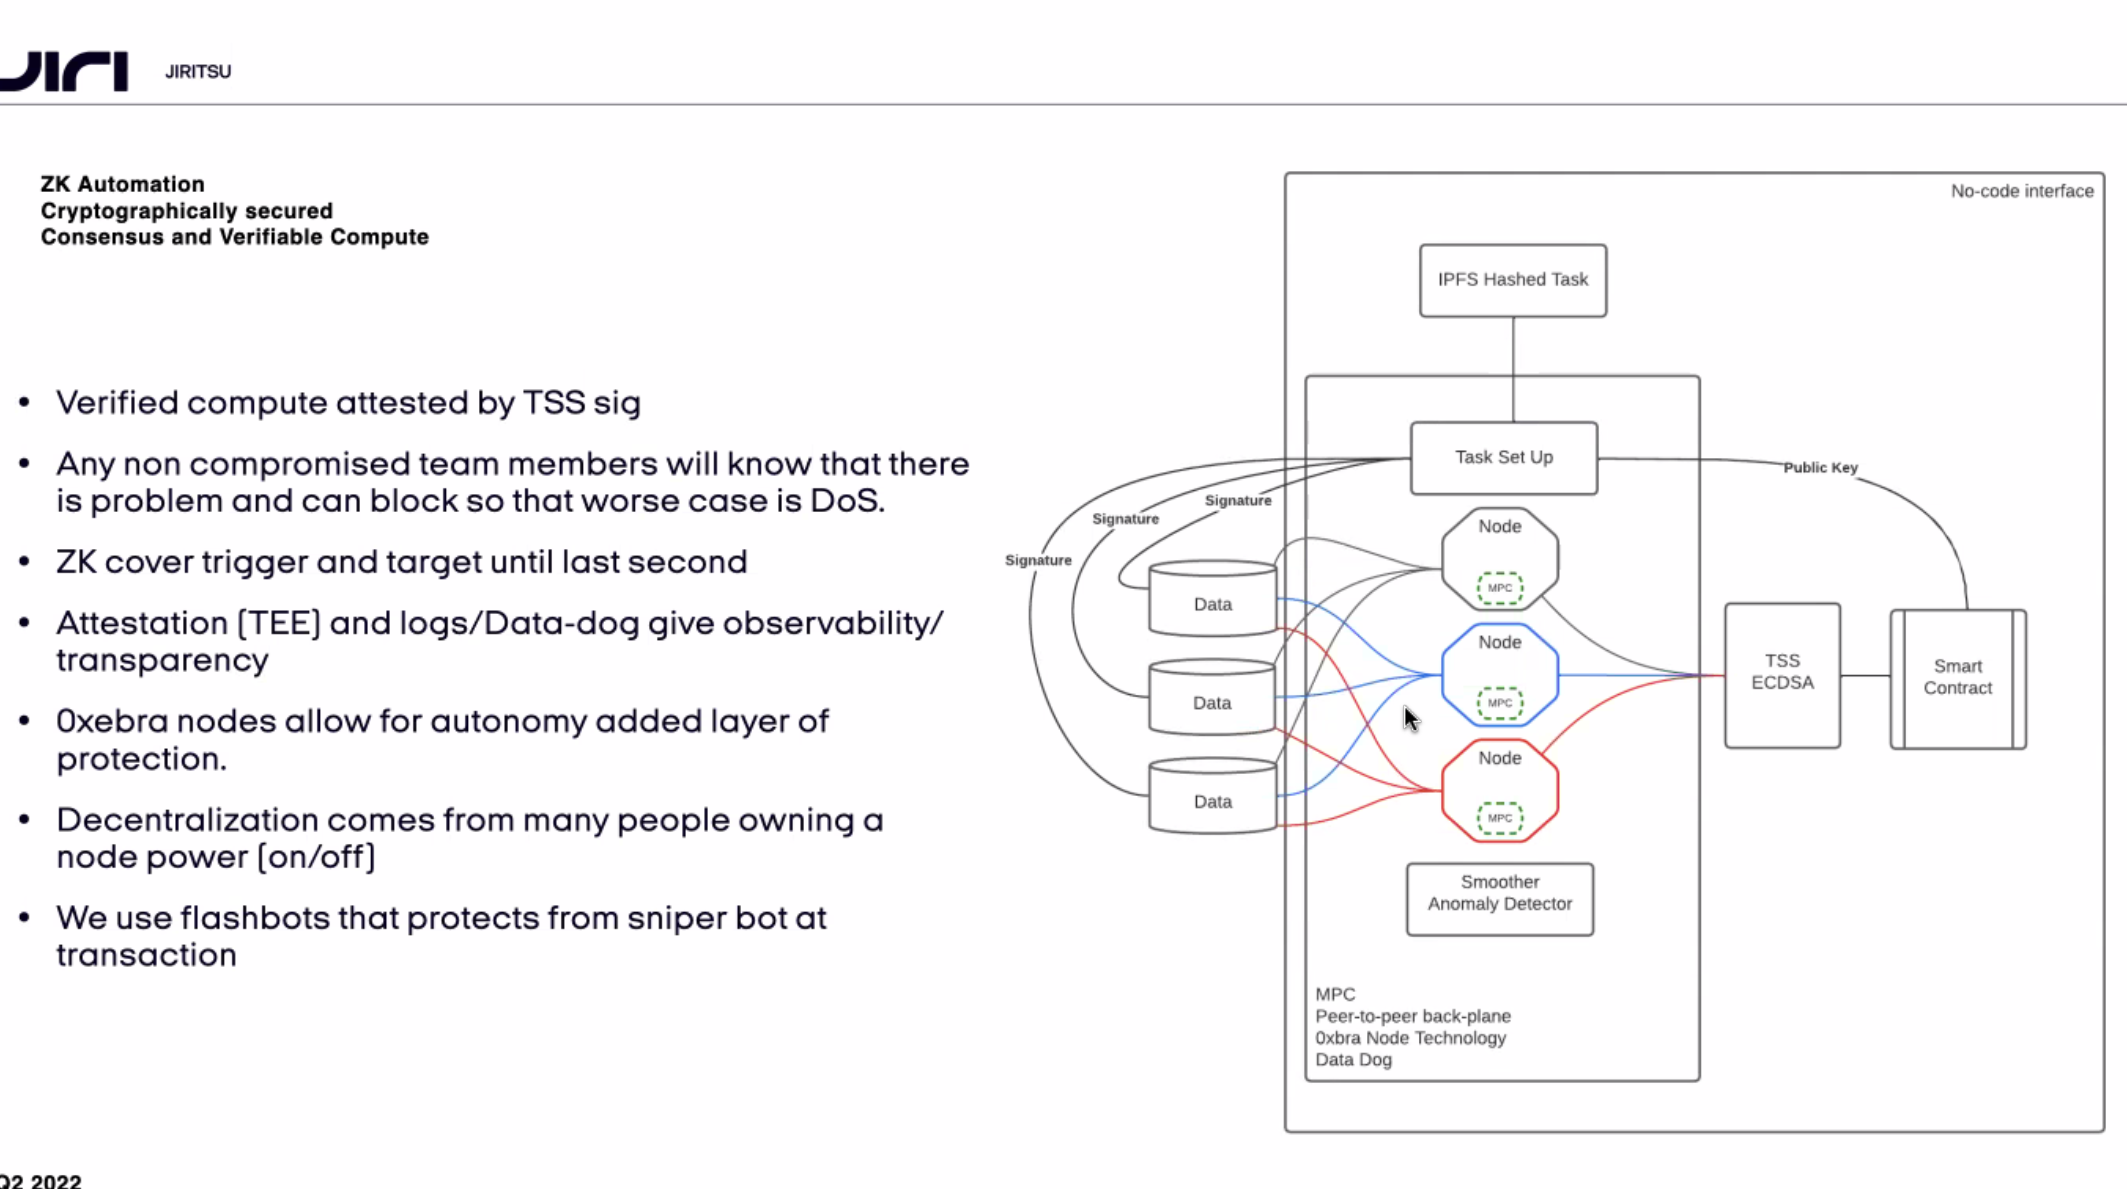 JIRI
JIRITSU
ZK Automation
Cryptographically secured
Consensus and Verifiable Compute
• Verified compute attested by TSS sig
• Any non compromised team members will know that there
is problem and can block so that worse case is DoS.
• ZK cover trigger and target until last second
• Attestation [TEE] and logs/Data-dog give observability/
transparency
• 0xebra nodes allow for autonomy added layer of
protection.
• Decentralization comes from many people owning a
node power [on/off]
• We use flashbots that protects from sniper bot at
transaction
Q2 2022
No-code interface
IPFS Hashed Task
Task Set Up
Public Key
Signature
Signature
Signature
Data
Data
Data
Node
MPC
Node
MPC
Node
MPC
TSS
ECDSA
Smart
Contract
Smoother
Anomaly Detector
MPC
Peer-to-peer back-plane
0xbra Node Technology
Data Dog